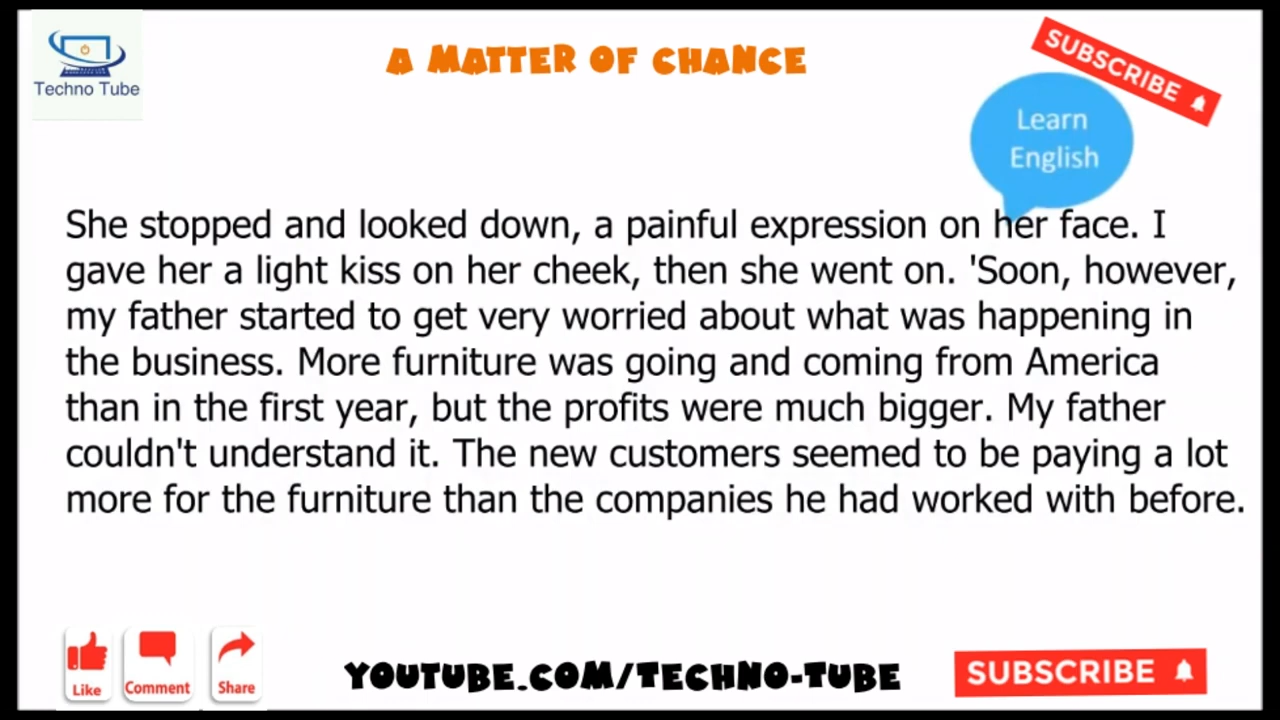 A MATTER OF CHANCE
SUBSCRIBE
Techno Tube
Learn
English
She stopped and looked down, a painful expression on her face. I
gave her a light kiss on her cheek, then she went on. 'Soon, however,
my father started to get very worried about what was happening in
the business. More furniture was going and coming from America
than in the first year, but the profits were much bigger. My father
couldn't understand it. The new customers seemed to be paying a lot
more for the furniture than the companies he had worked with before.
Like
Comment
Share
YOUTUBE.COM/TECHNO-TUBE
SUBSCRIBE